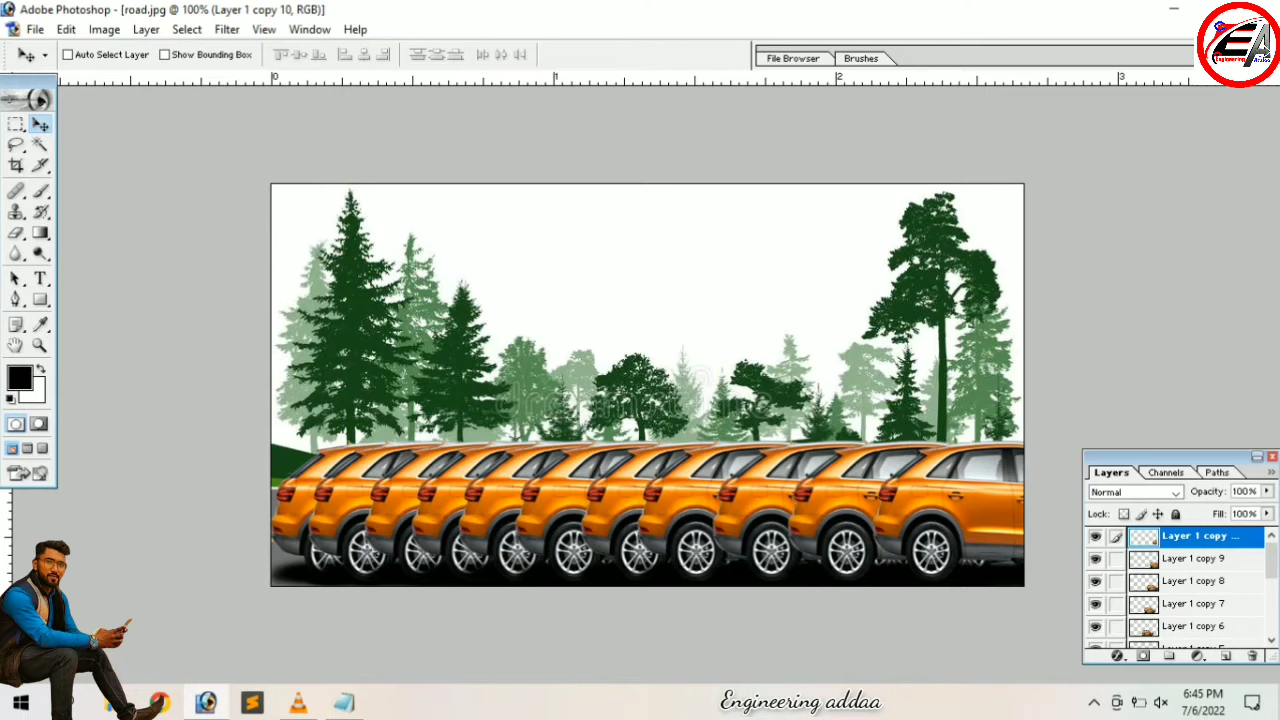 Adobe Photoshop - [road.jpg @ 100% (Layer 1 copy 10, RGB)]
File Edit Image Layer Select Filter View Window Help
Auto Select Layer Show Bounding Box
File Browser Brushes
EA
Engineering
0 1 2 3
T
Layers Channels Paths
Normal Opacity: 100%
Lock: Fill: 100%
Layer 1 copy ...
Layer 1 copy 9
Layer 1 copy 8
Layer 1 copy 7
Layer 1 copy 6
Engineering addaa
6:45 PM
7/6/2022